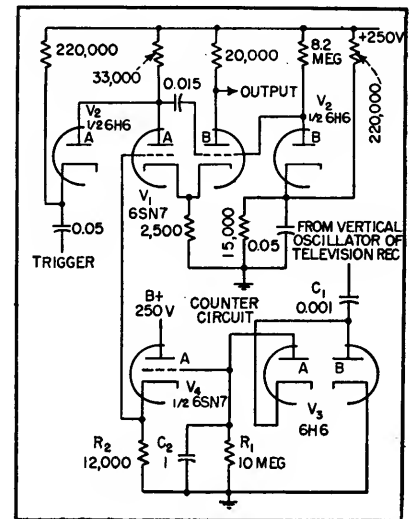 +250V
220,000
33,000
20,000
8.2
MEG
220,000
0.015
OUTPUT
V2
1/2 6H6
A
A
B
V2
1/2 6H6
B
V1
6SN7
2,500
15,000
0.05
0.05
TRIGGER
COUNTER
CIRCUIT
FROM VERTICAL
OSCILLATOR OF
TELEVISION REC
C1
0.001
B+
250 V
A
V4
1/2 6SN7
A
B
V3
6H6
R2
12,000
C2
1
R1
10 MEG